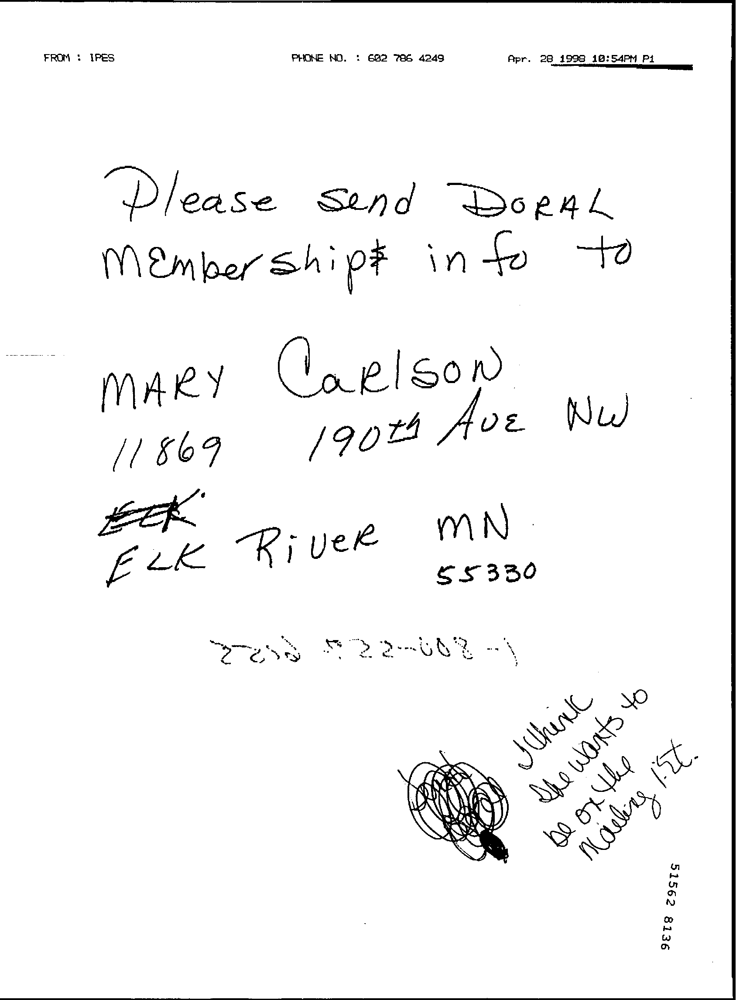 FROM : IPES PHONE NO. : 602 786 4249 Apr. 28 1998 10:54PM P1
Please send DORAL
Membership info to
MARY CARLSON
11869 190th AVE NW
ELK
ELK RIVER MN
55330
I think
she wants to
be on the
mailing list.
51562 8136